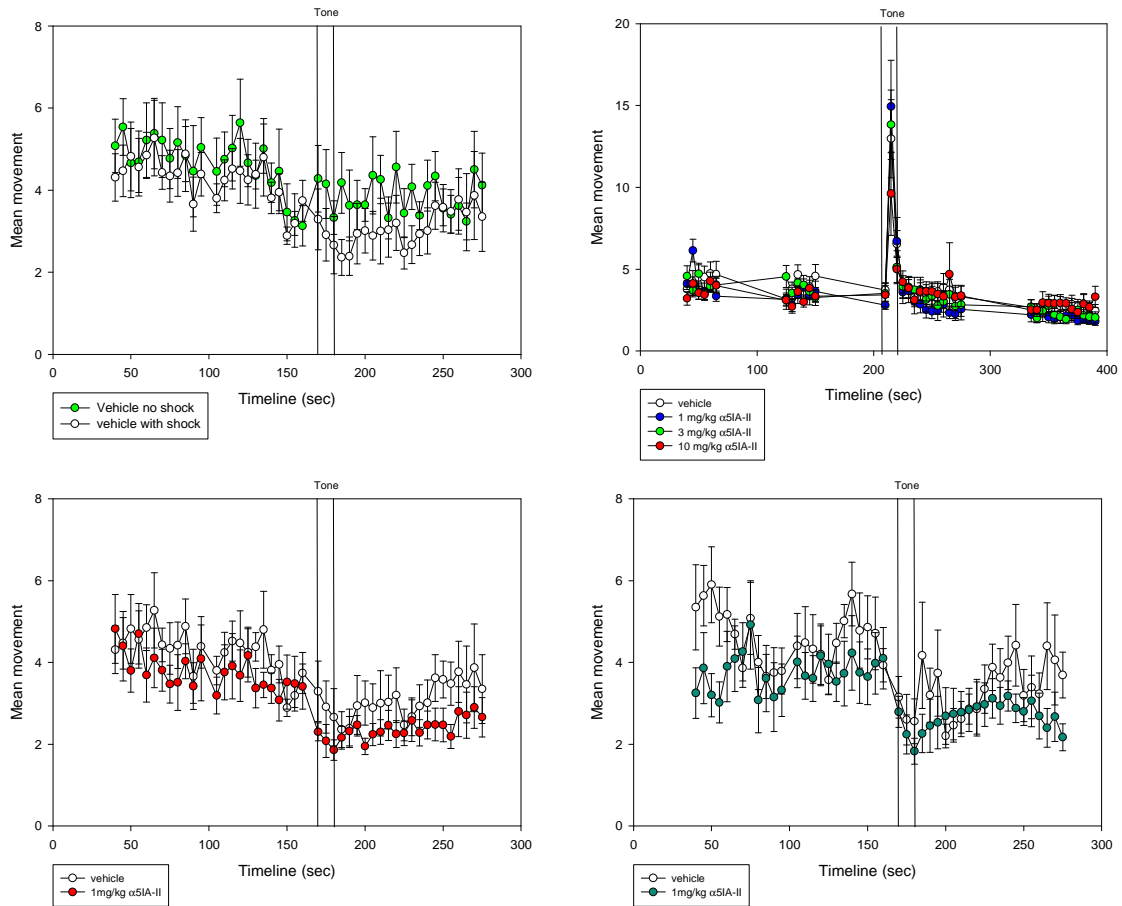 Tone
8
6
4
2
0
Mean movement
0 50 100 150 200 250 300
Timeline (sec)
Vehicle no shock
vehicle with shock
Tone
20
15
10
5
0
Mean movement
0 100 200 300 400
Timeline (sec)
vehicle
1 mg/kg α5IA-II
3 mg/kg α5IA-II
10 mg/kg α5IA-II
Tone
8
6
4
2
0
Mean movement
0 50 100 150 200 250 300
Timeline (sec)
vehicle
1mg/kg α5IA-II
Tone
8
6
4
2
0
Mean movement
0 50 100 150 200 250 300
Timeline (sec)
vehicle
1mg/kg α5IA-II